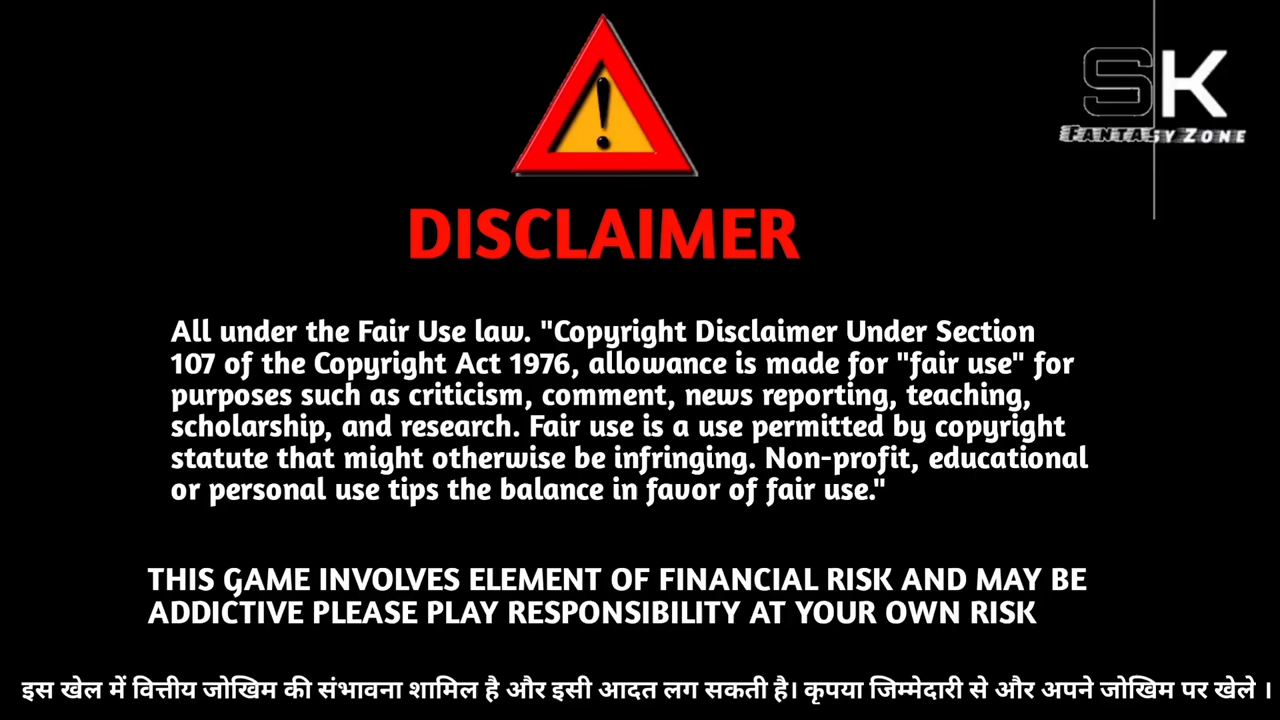 SK
FANTASY ZONE
DISCLAIMER
All under the Fair Use law. "Copyright Disclaimer Under Section
107 of the Copyright Act 1976, allowance is made for "fair use" for
purposes such as criticism, comment, news reporting, teaching,
scholarship, and research. Fair use is a use permitted by copyright
statute that might otherwise be infringing. Non-profit, educational
or personal use tips the balance in favor of fair use."
THIS GAME INVOLVES ELEMENT OF FINANCIAL RISK AND MAY BE
ADDICTIVE PLEASE PLAY RESPONSIBILITY AT YOUR OWN RISK
इस खेल में वित्तीय जोखिम की संभावना शामिल है और इसी आदत लग सकती है। कृपया जिम्मेदारी से और अपने जोखिम पर खेले ।